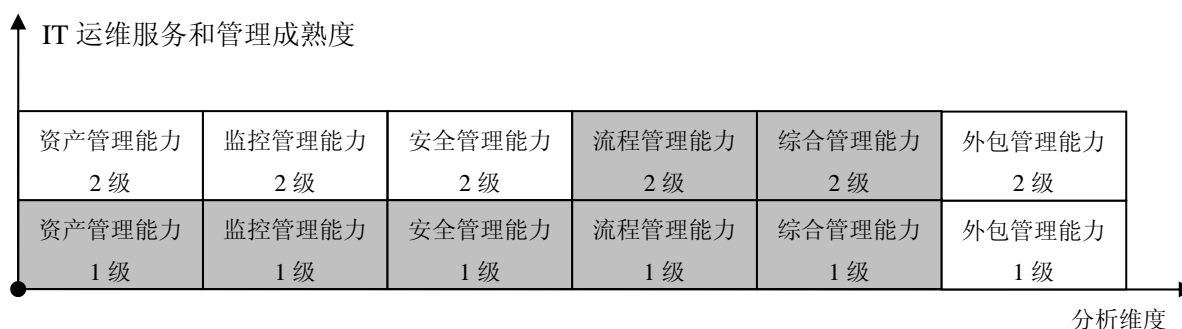 IT 运维服务和管理成熟度
资产管理能力 监控管理能力 安全管理能力 流程管理能力 综合管理能力 外包管理能力
2 级 2 级 2 级 2 级 2 级 2 级
资产管理能力 监控管理能力 安全管理能力 流程管理能力 综合管理能力 外包管理能力
1 级 1 级 1 级 1 级 1 级 1 级
分析维度